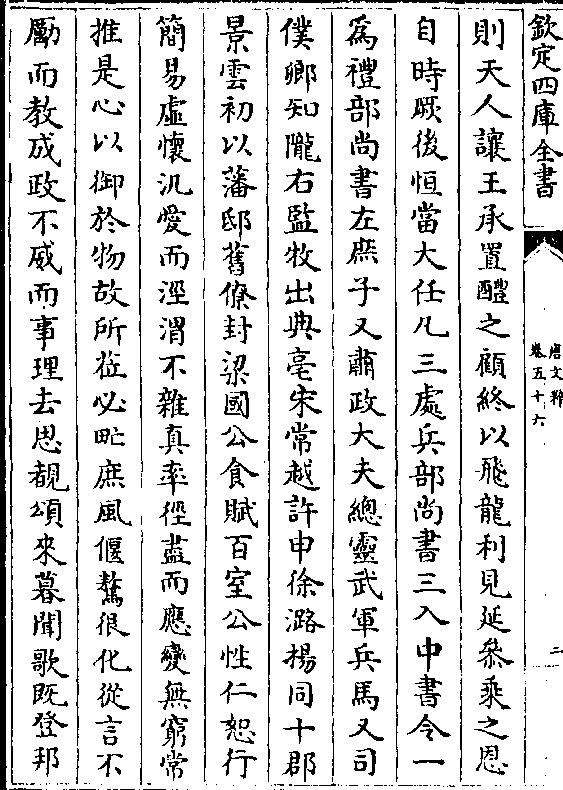 欽定四庫全書
唐文粹
卷五十六
二
則天人讓王承置醴之顧終以飛龍利見延叅乘之恩
自時厥後恒當大任凡三處兵部尚書三入中書令一
為禮部尚書左庶子又肅政大夫總靈武軍兵馬又司
僕卿知隴右監牧出典亳宋常越許申徐潞楊同十郡
景雲初以藩邸舊僚封梁國公食賦百室公性仁恕行
簡易虛懷汎愛而涇渭不雜真率徑盡而應變無窮常
推是心以御於物故所莅必𠃔庶風偃鷔很化從言不
勵而教成政不威而事理去思覩頌來暮聞歌既登邦